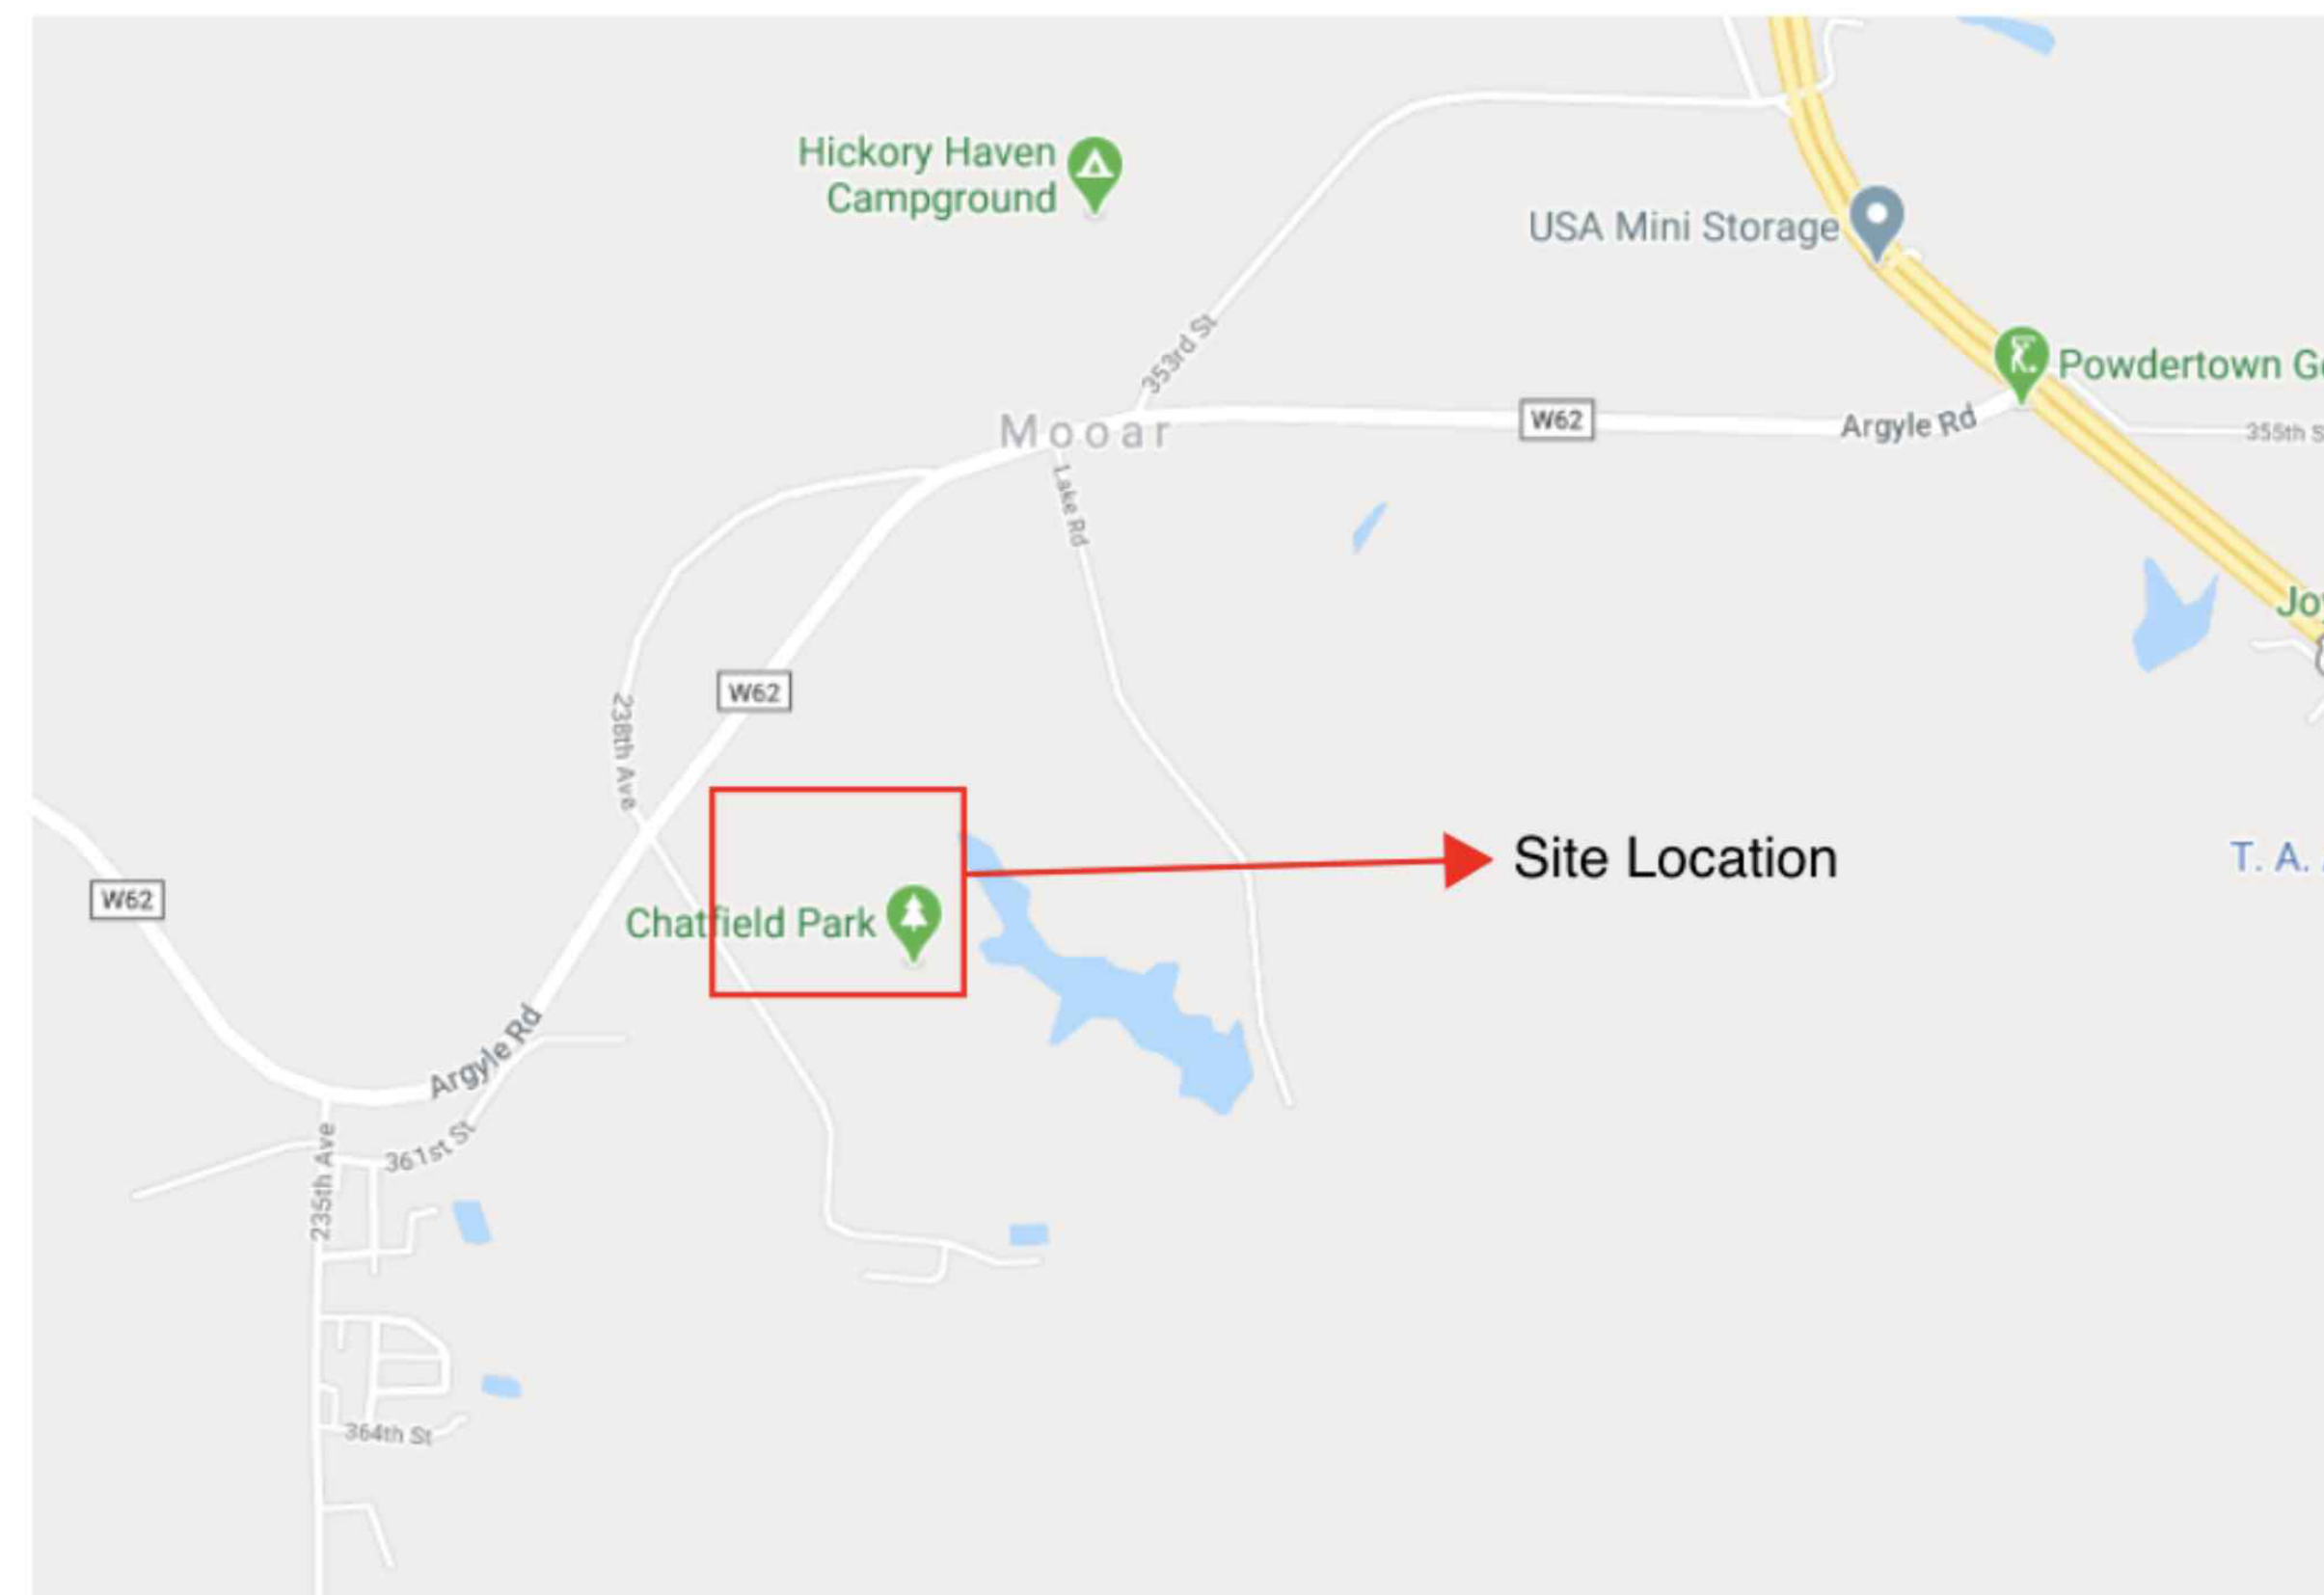 Hickory Haven
Campground
USA Mini Storage
353rd St
Powdertown
Mooar
W62
Argyle Rd
355th
Lake Rd
W62
238th Ave
Site Location
T. A.
W62
Chatfield Park
Argyle Rd
361st St
235th Ave
364th St